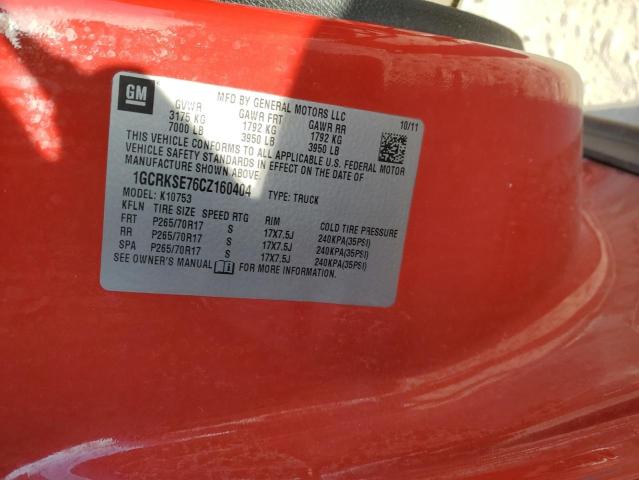 GM
MFD BY GENERAL MOTORS LLC
10/11
GVWR GAWR FRT GAWR RR
3175 KG 1792 KG 1792 KG
7000 LB 3950 LB 3950 LB
THIS VEHICLE CONFORMS TO ALL APPLICABLE U.S. FEDERAL MOTOR
VEHICLE SAFETY STANDARDS IN EFFECT ON THE DATE OF
MANUFACTURE SHOWN ABOVE.
1GCRKSE76CZ160404 TYPE: TRUCK
MODEL: K10753
KFLN TIRE SIZE SPEED RTG RIM COLD TIRE PRESSURE
FRT P265/70R17 S 17X7.5J 240KPA(35PSI)
RR P265/70R17 S 17X7.5J 240KPA(35PSI)
SPA P265/70R17 S 17X7.5J 240KPA(35PSI)
SEE OWNER'S MANUAL FOR MORE INFORMATION.